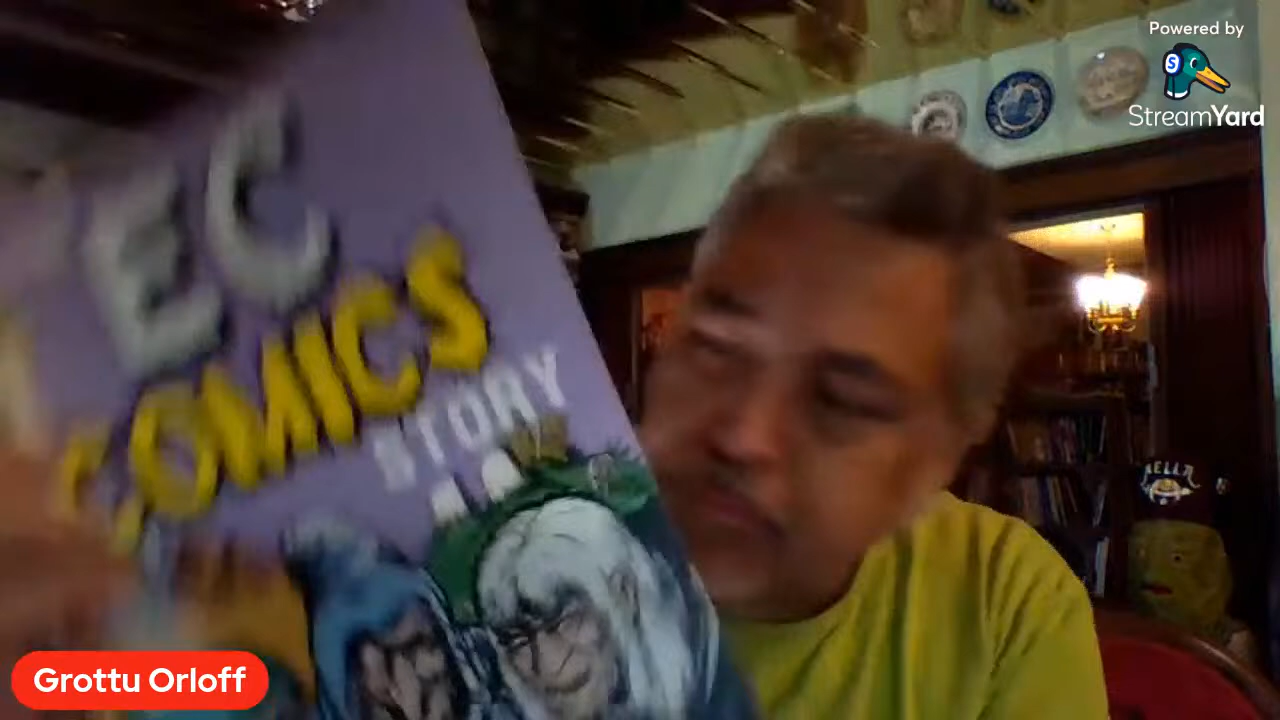 Powered by
StreamYard
EC
COMICS
STORY
Grottu Orloff